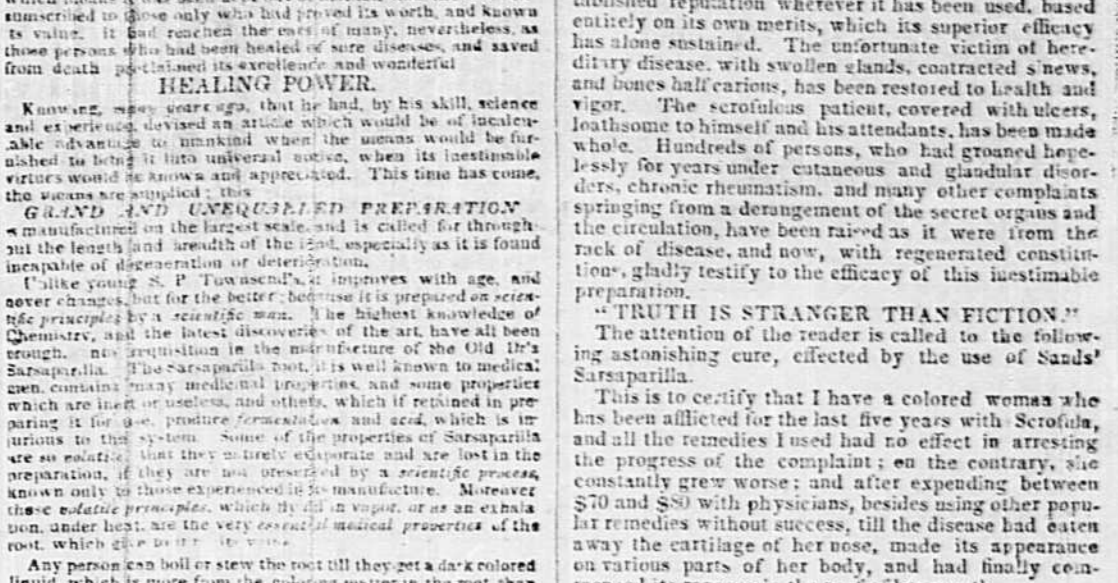 sumscribed to those only who had proved its worth, and known
its value. It had reached the ears of many, nevertheless, as
those persons who had been healed of sore diseases, and saved
from death proclaimed its excellence and wonderful
HEALING POWER.
Knowing, many years ago, that he had, by his skill, science
and experience, devised an article which would be of incalcu-
able advantage to mankind when the means would be fur-
nished to bring it into universal notice, when its inestimable
virtues would be known and appreciated. This time has come,
the means are supplied; this
GRAND AND UNEQUALLED PREPARATION
is manufactured on the largest scale, and is called for through-
out the length and breadth of the land, especially as it is found
incapable of degeneration or deterioration.
Unlike young S. P. Townsend's, it improves with age, and
never changes, but for the better; because it is prepared on scien-
tific principles by a scientific man. The highest knowledge of
Chemistry, and the latest discoveries of the art, have all been
brough. into requisition in the manufacture of the Old Dr's
Sarsaparilla. The Sarsaparilla root, it is well known to medical
men, contains many medicinal properties, and some properties
which are inert or useless, and others, which if retained in pre-
paring it for use, produce fermentation and acid, which is in-
jurious to the system. Some of the properties of Sarsaparilla
are so volatile, that they entirely evaporate and are lost in the
preparation, if they are not preserved by a scientific process,
known only to those experienced in its manufacture. Moreover
these volatile principles, which fly off in vapor, or as an exhala
tion, under heat, are the very essential medical properties of the
root, which give to it its value.
Any person can boil or stew the root till they get a dark colored
liquid, which is more from the coloring matter in the root than
tablished reputation wherever it has been used, based
entirely on its own merits, which its superior efficacy
has alone sustained. The unfortunate victim of here-
ditary disease, with swollen glands, contracted sinews,
and bones half carious, has been restored to health and
vigor. The scrofulous patient, covered with ulcers,
loathsome to himself and his attendants, has been made
whole. Hundreds of persons, who had groaned hope-
lessly for years under cutaneous and glandular disor-
ders, chronic rheumatism, and many other complaints
springing from a derangement of the secret organs and
the circulation, have been raised as it were from the
rack of disease, and now, with regenerated constitu-
tions, gladly testify to the efficacy of this inestimable
preparation.
"TRUTH IS STRANGER THAN FICTION."
The attention of the reader is called to the follow-
ing astonishing cure, effected by the use of Sands'
Sarsaparilla.
This is to certify that I have a colored woman who
has been afflicted for the last five years with Scrofula,
and all the remedies I used had no effect in arresting
the progress of the complaint; on the contrary, she
constantly grew worse; and after expending between
$70 and $80 with physicians, besides using other popu-
lar remedies without success, till the disease had eaten
away the cartilage of her nose, made its appearance
on various parts of her body, and had finally com-